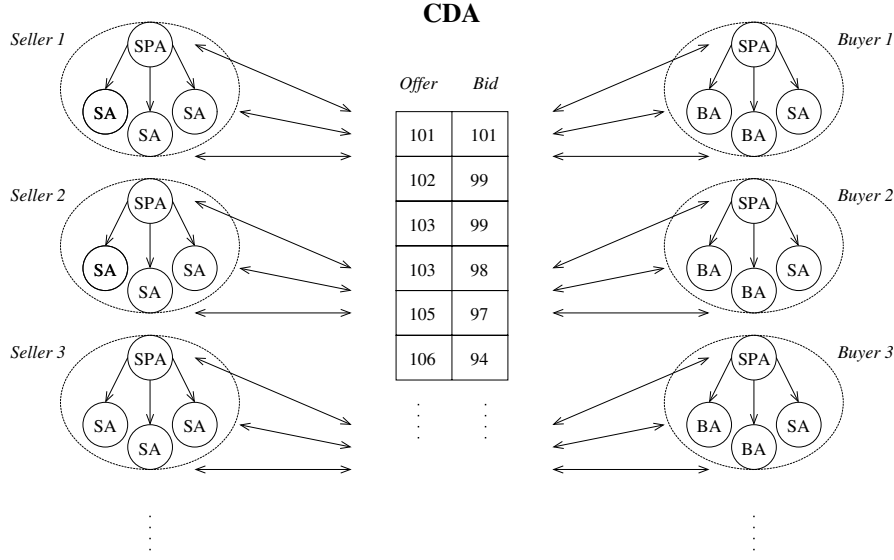 CDA
Seller 1
SPA
SA
SA
SA
Seller 2
SPA
SA
SA
SA
Seller 3
SPA
SA
SA
SA
Offer Bid
101 101
102 99
103 99
103 98
105 97
106 94
Buyer 1
SPA
BA
BA
SA
Buyer 2
SPA
BA
BA
SA
Buyer 3
SPA
BA
BA
SA